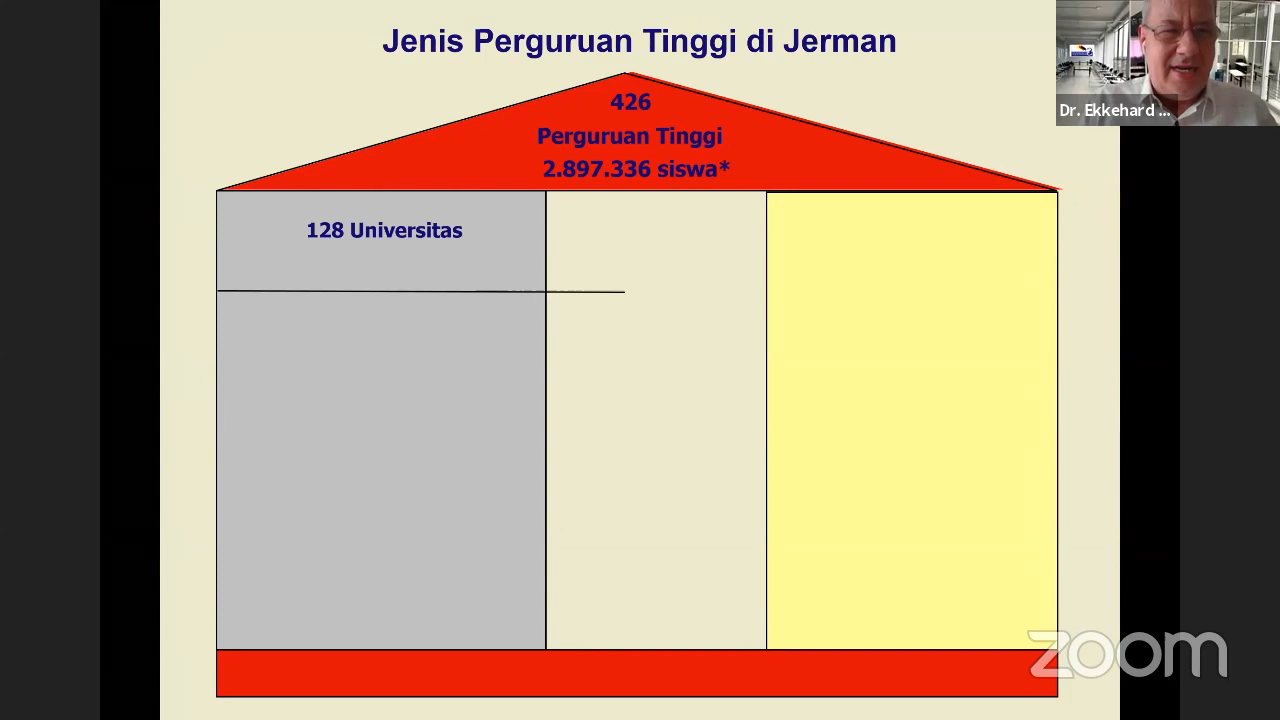 Jenis Perguruan Tinggi di Jerman
426
Perguruan Tinggi
2.897.336 siswa*
128 Universitas
Dr. Ekkehard ...
zoom